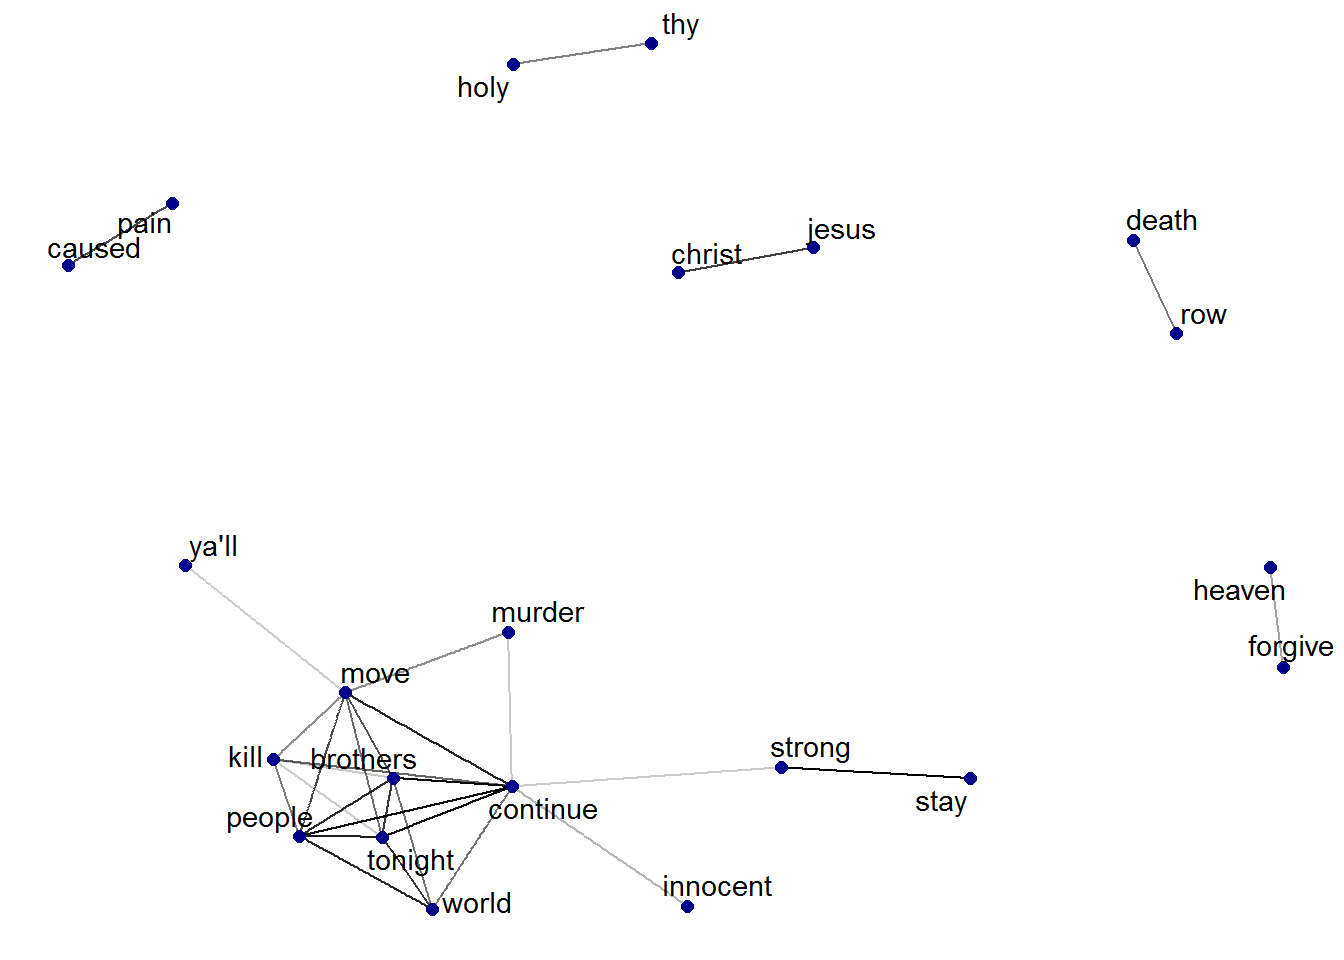 thy
holy
pain
caused
jesus
christ
death
row
ya'll
heaven
murder
forgive
move
strong
kill
brothers
stay
continue
people
tonight
innocent
world